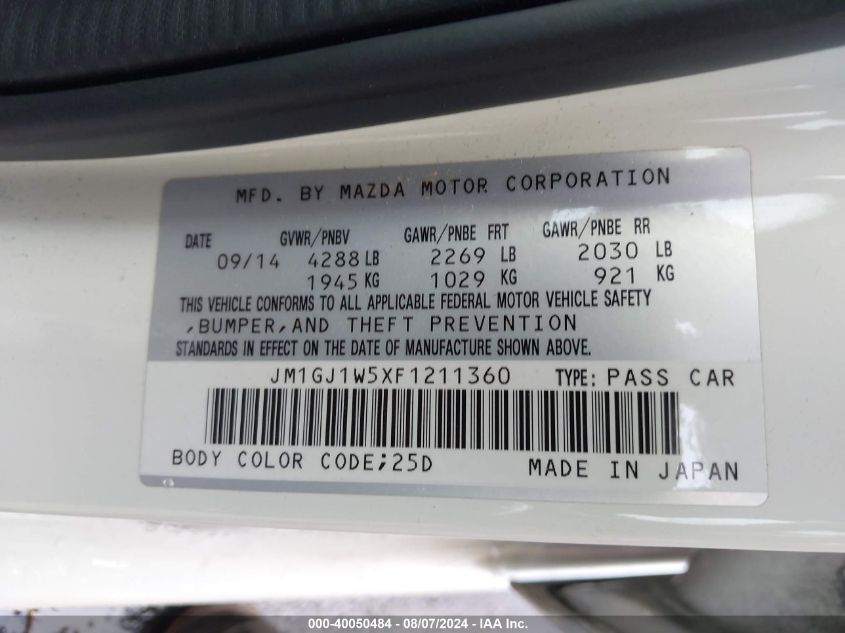 MFD. BY MAZDA MOTOR CORPORATION
DATE GVWR/PNBV GAWR/PNBE FRT GAWR/PNBE RR
09/14 4288 LB 2269 LB 2030 LB
1945 KG 1029 KG 921 KG
THIS VEHICLE CONFORMS TO ALL APPLICABLE FEDERAL MOTOR VEHICLE SAFETY
,BUMPER,AND THEFT PREVENTION
STANDARDS IN EFFECT ON THE DATE OF MANUFACTURE SHOWN ABOVE.
JM1GJ1W5XF1211360 TYPE: PASS CAR
BODY COLOR CODE;25D MADE IN JAPAN
000-40050484 - 08/07/2024 - IAA Inc.